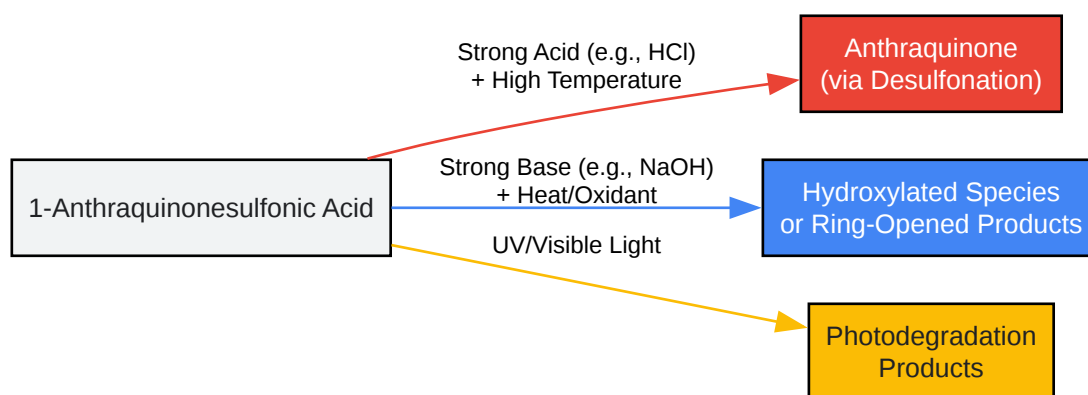 Strong Acid (e.g., HCl)
+ High Temperature
Anthraquinone
(via Desulfonation)
1-Anthraquinonesulfonic Acid
Strong Base (e.g., NaOH)
+ Heat/Oxidant
Hydroxylated Species
or Ring-Opened Products
UV/Visible Light
Photodegradation
Products